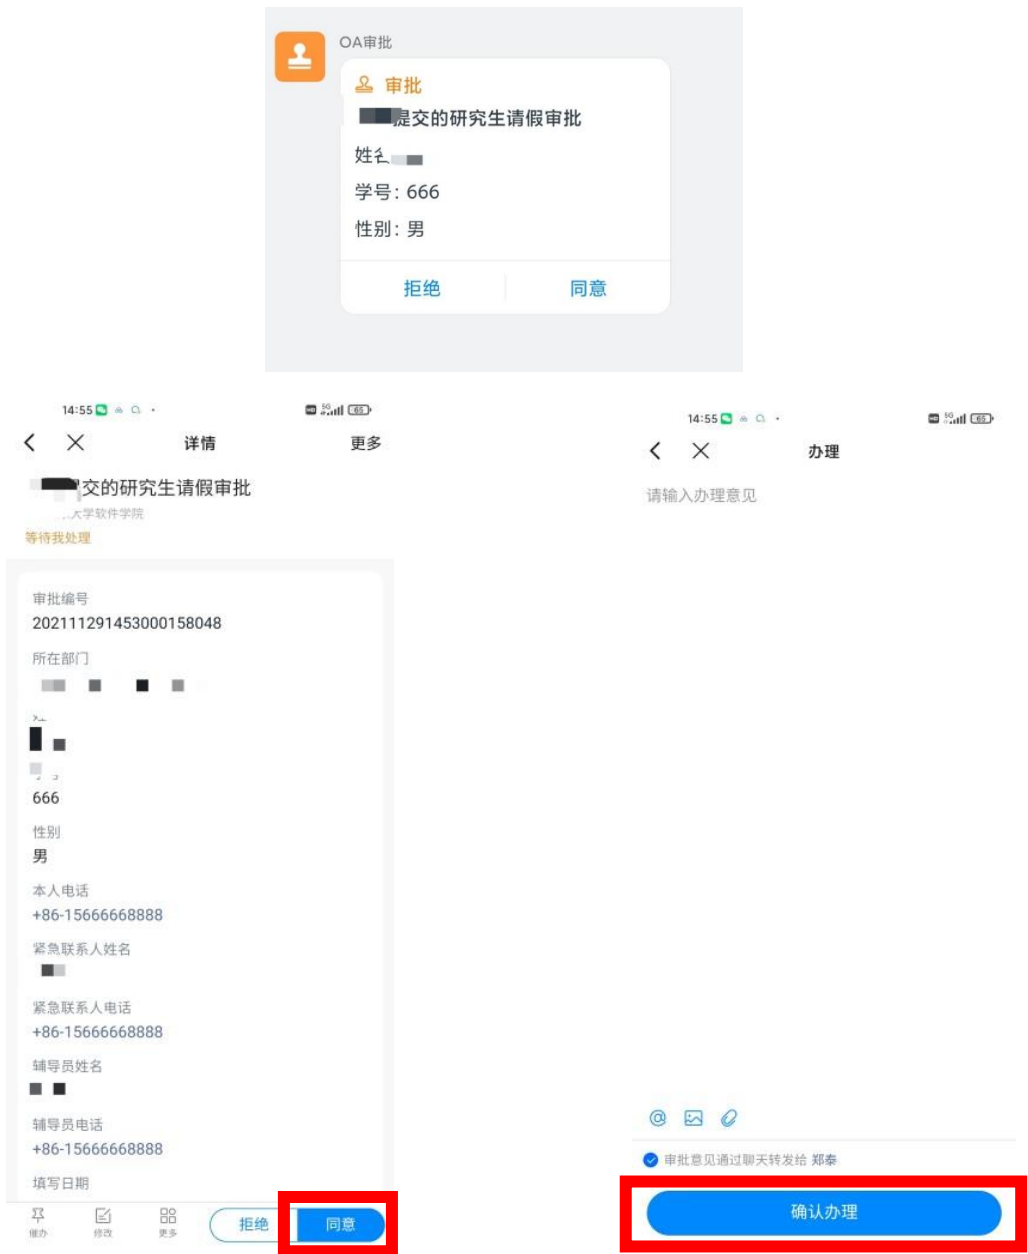 OA审批
审批
提交的研究生请假审批
姓名
学号: 666
性别: 男
拒绝 同意
14:55
5G 65
详情 更多
交的研究生请假审批
大学软件学院
等待我处理
审批编号
202111291453000158048
所在部门
666
性别
男
本人电话
+86-15666668888
紧急联系人姓名
紧急联系人电话
+86-15666668888
辅导员姓名
辅导员电话
+86-15666668888
填写日期
催办 修改 更多 拒绝 同意
14:55
5G 65
办理
请输入办理意见
审批意见通过聊天转发给 郑泰
确认办理